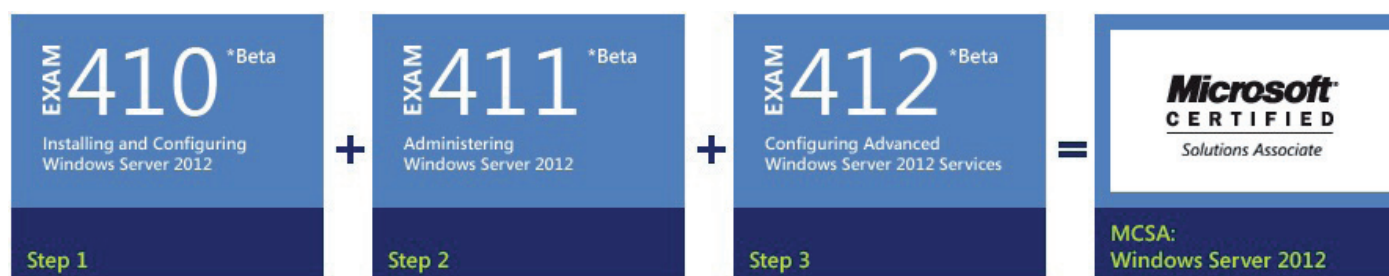 EXAM 410 *Beta
Installing and Configuring
Windows Server 2012
Step 1
+
EXAM 411 *Beta
Administering
Windows Server 2012
Step 2
+
EXAM 412 *Beta
Configuring Advanced
Windows Server 2012 Services
Step 3
=
Microsoft
CERTIFIED
Solutions Associate
MCSA:
Windows Server 2012